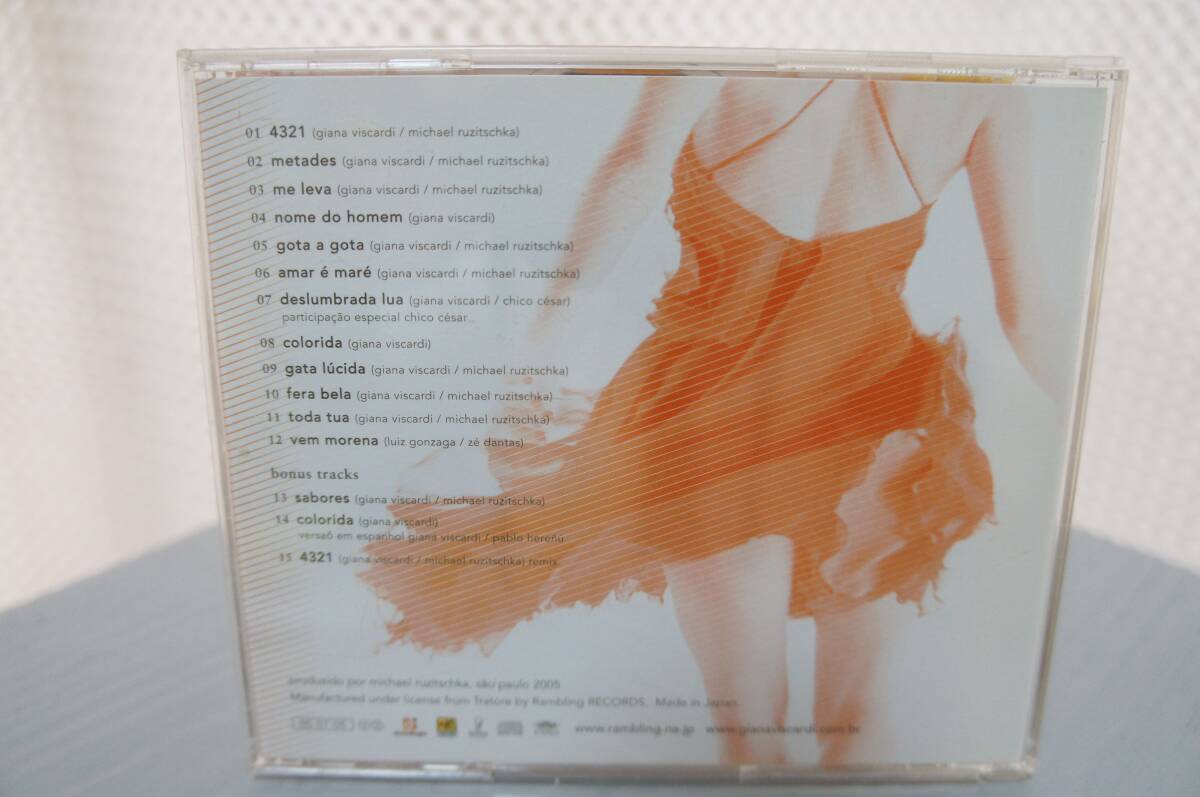 01 4321 (giana viscardi / michael ruzitschka)
02 metades (giana viscardi / michael ruzitschka)
03 me leva (giana viscardi / michael ruzitschka)
04 nome do homem (giana viscardi)
05 gota a gota (giana viscardi / michael ruzitschka)
06 amar é maré (giana viscardi / michael ruzitschka)
07 deslumbrada lua (giana viscardi / chico césar)
participação especial chico césar
08 colorida (giana viscardi)
09 gata lúcida (giana viscardi / michael ruzitschka)
10 fera bela (giana viscardi / michael ruzitschka)
11 toda tua (giana viscardi / michael ruzitschka)
12 vem morena (luiz gonzaga / zé dantas)
bonus tracks
13 sabores (giana viscardi / michael ruzitschka)
14 colorida (giana viscardi)
versaõ em espanhol giana viscardi / pablo hereñú
15 4321 (giana viscardi / michael ruzitschka) remix
produzido por michael ruzitschka, são paulo 2005
Manufactured under license from Tratore by Rambling RECORDS. Made in Japan.
www.rambling.ne.jp www.gianaviscardi.com.br